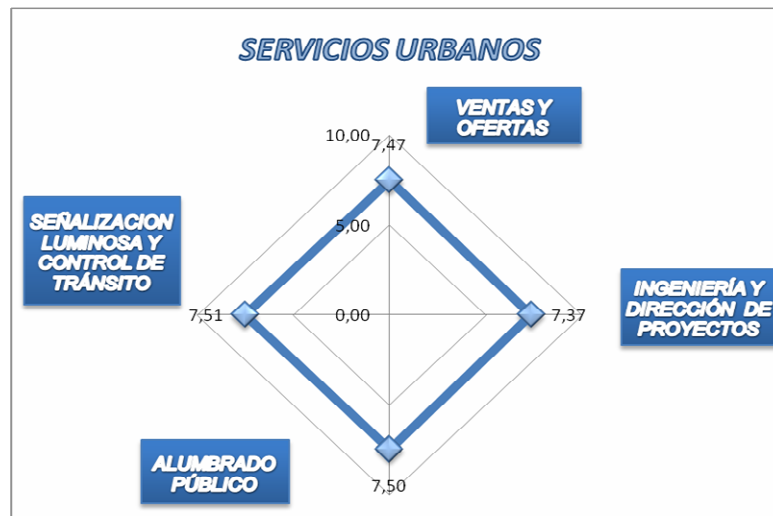 SERVICIOS URBANOS
VENTAS Y
OFERTAS
10,00
7,47
SEÑALIZACION
LUMINOSA Y
CONTROL DE
TRÁNSITO
5,00
INGENIERÍA Y
DIRECCIÓN DE
PROYECTOS
7,51
0,00
7,37
ALUMBRADO
PÚBLICO
7,50